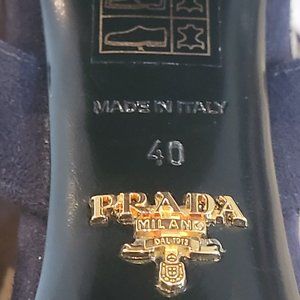 MADE IN ITALY
40
PRADA
MILANO
DAL 1913